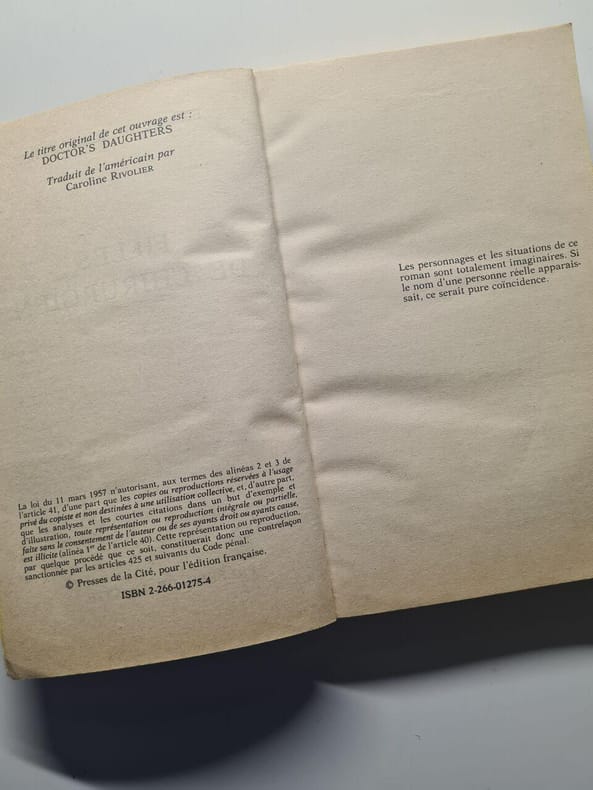 Le titre original de cet ouvrage est :
DOCTOR'S DAUGHTERS
Traduit de l'américain par
Caroline RIVOLIER
La loi du 11 mars 1957 n'autorisant, aux termes des alinéas 2 et 3 de
l'article 41, d'une part que les copies ou reproductions réservées à l'usage
privé du copiste et non destinées à une utilisation collective, et, d'autre part,
que les analyses et les courtes citations dans un but d'exemple et
d'illustration, toute représentation ou reproduction intégrale ou partielle,
faite sans le consentement de l'auteur ou de ses ayants droit ou ayants cause,
est illicite (alinéa 1er de l'article 40). Cette représentation ou reproduction,
par quelque procédé que ce soit, constituerait donc une contrefaçon
sanctionnée par les articles 425 et suivants du Code pénal.
© Presses de la Cité, pour l'édition française.
ISBN 2-266-01275-4
Les personnages et les situations de ce
roman sont totalement imaginaires. Si
le nom d'une personne réelle apparais-
sait, ce serait pure coïncidence.